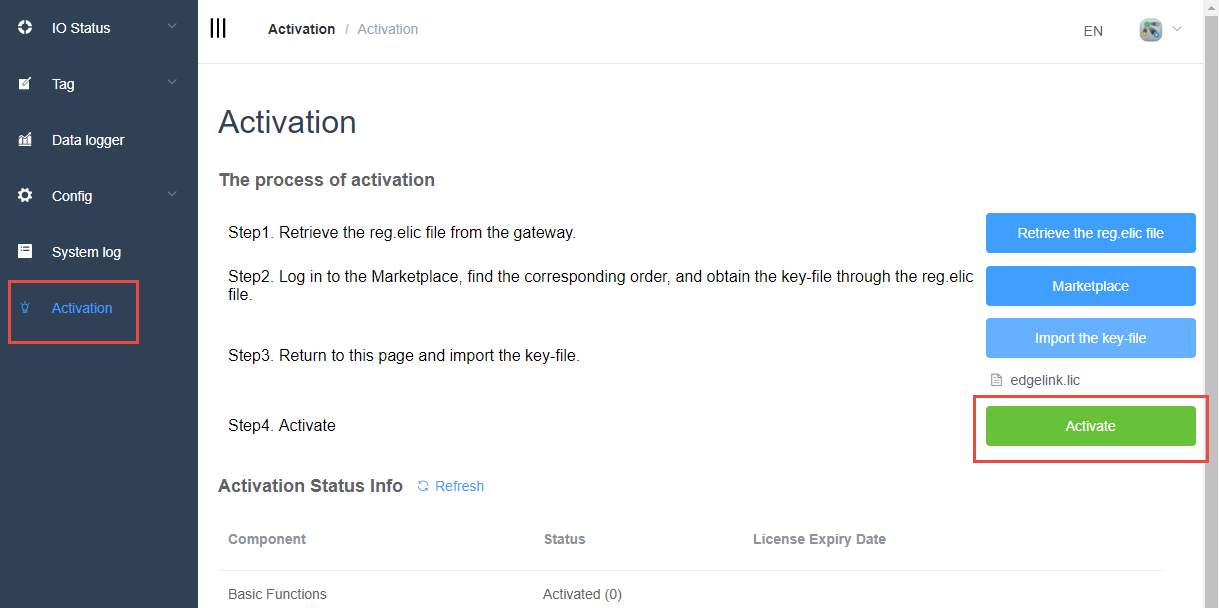 IO Status
Tag
Data logger
Config
System log
Activation
Activation / Activation
EN
Activation
The process of activation
Step1. Retrieve the reg.elic file from the gateway.
Retrieve the reg.elic file
Step2. Log in to the Marketplace, find the corresponding order, and obtain the key-file through the reg.elic
file.
Marketplace
Step3. Return to this page and import the key-file.
Import the key-file
edgelink.lic
Step4. Activate
Activate
Activation Status Info Refresh
Component Status License Expiry Date
Basic Functions Activated (0)